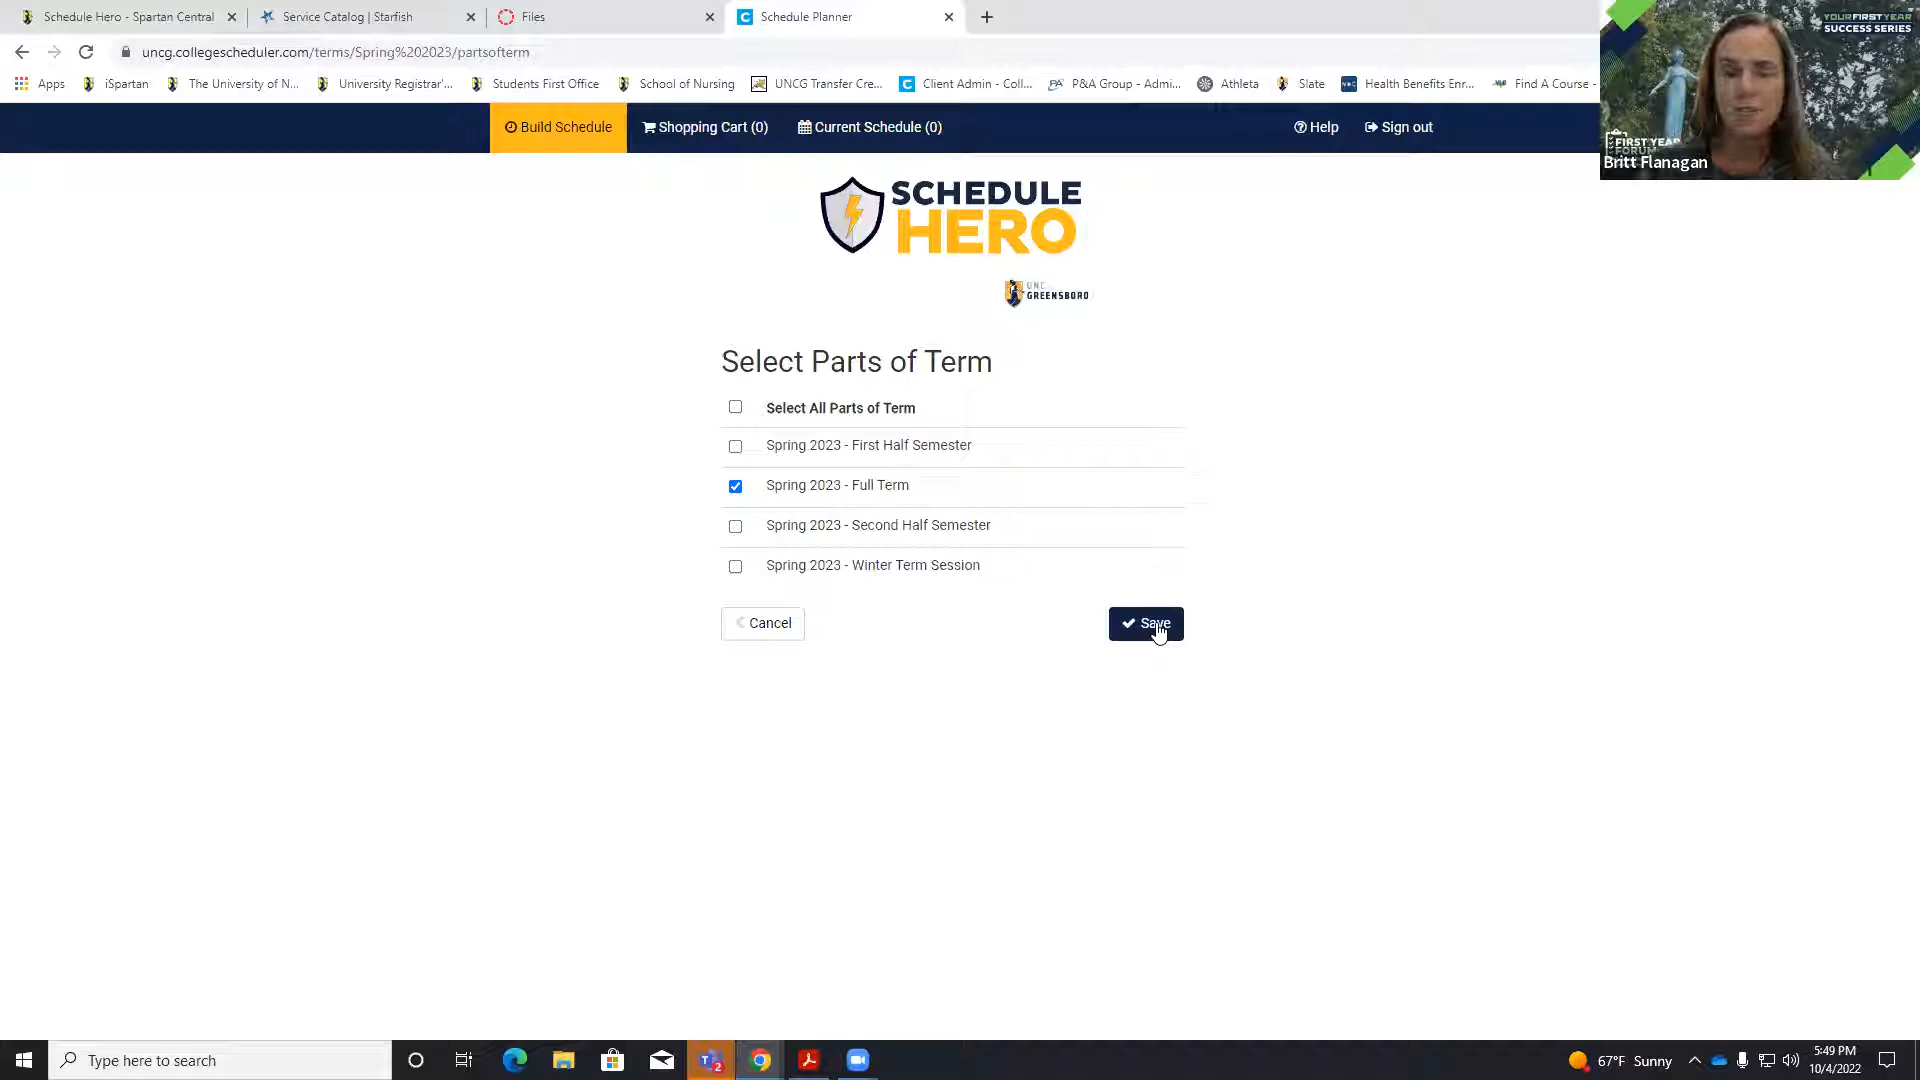 Schedule Hero - Spartan Central
Service Catalog | Starfish
Files
Schedule Planner
uncg.collegescheduler.com/terms/Spring%202023/partsofterm
Apps
iSpartan
The University of N...
University Registrar'...
Students First Office
School of Nursing
UNCG Transfer Cre...
Client Admin - Coll...
P&A Group - Admi...
Athleta
Slate
Health Benefits Enr...
Find A Course -
YOUR FIRST YEAR
SUCCESS SERIES
FIRST YEAR
FORUM
Britt Flanagan
Build Schedule
Shopping Cart (0)
Current Schedule (0)
Help
Sign out
SCHEDULE
HERO
UNC
GREENSBORO
Select Parts of Term
Select All Parts of Term
Spring 2023 - First Half Semester
Spring 2023 - Full Term
Spring 2023 - Second Half Semester
Spring 2023 - Winter Term Session
Cancel
Save
Type here to search
67°F Sunny
5:49 PM
10/4/2022